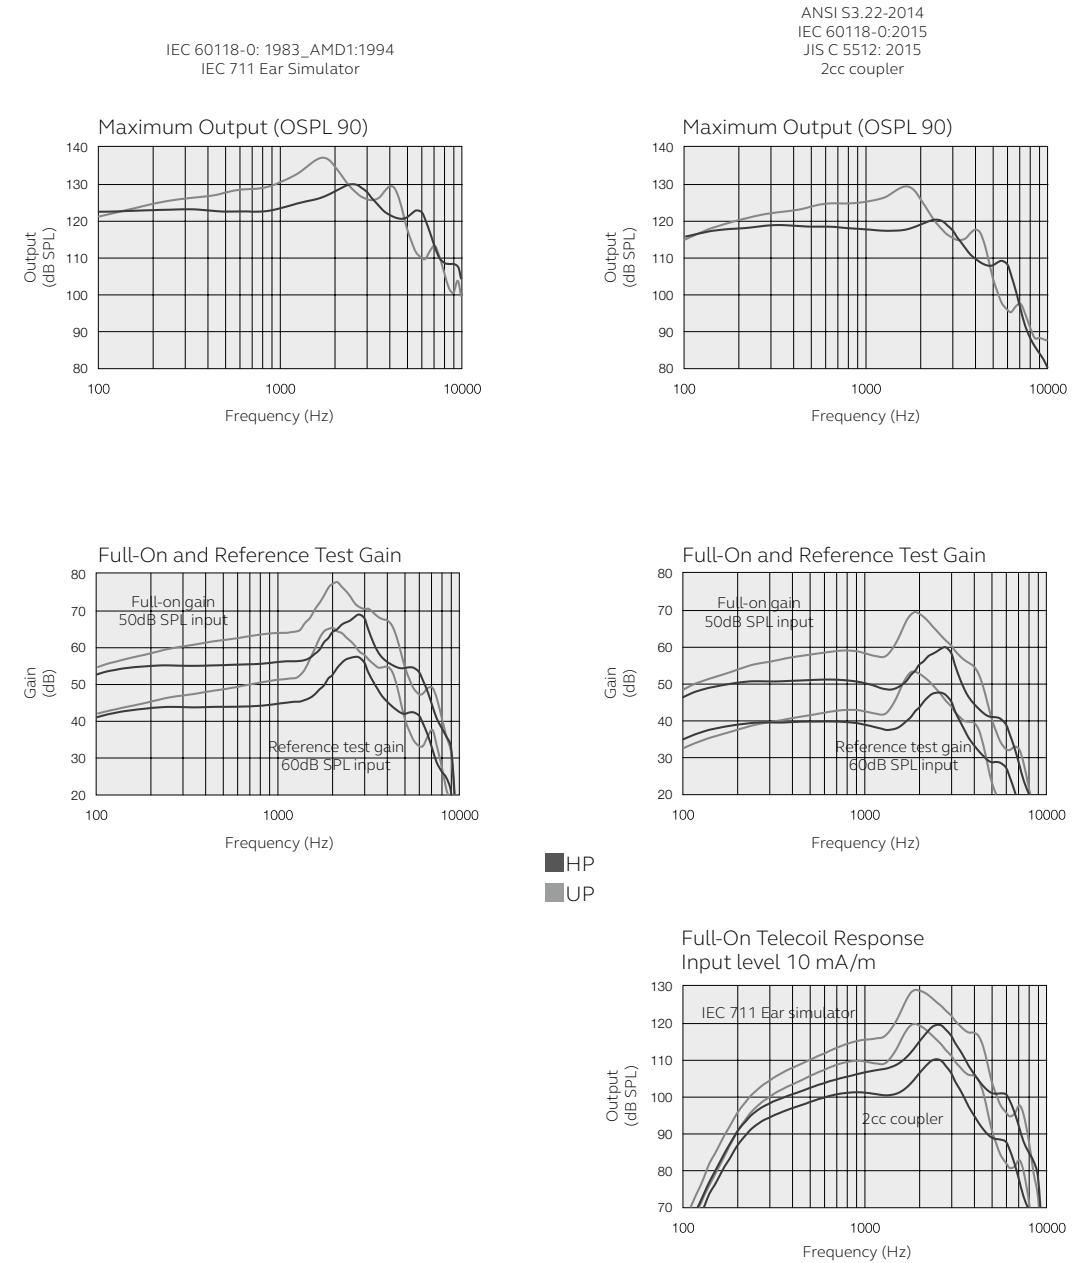 IEC 60118-0: 1983_AMD1:1994
IEC 711 Ear Simulator
ANSI S3.22-2014
IEC 60118-0:2015
JIS C 5512: 2015
2cc coupler
Maximum Output (OSPL 90)
140
130
120
110
100
90
80
Output
(dB SPL)
100
1000
10000
Frequency (Hz)
Maximum Output (OSPL 90)
140
130
120
110
100
90
80
Output
(dB SPL)
100
1000
10000
Frequency (Hz)
Full-On and Reference Test Gain
80
70
60
50
40
30
20
Gain
(dB)
Full-on gain
50dB SPL input
Reference test gain
60dB SPL input
100
1000
10000
Frequency (Hz)
Full-On and Reference Test Gain
80
70
60
50
40
30
20
Gain
(dB)
Full-on gain
50dB SPL input
Reference test gain
60dB SPL input
100
1000
10000
Frequency (Hz)
HP
UP
Full-On Telecoil Response
Input level 10 mA/m
130
120
110
100
90
80
70
Output
(dB SPL)
IEC 711 Ear simulator
2cc coupler
100
1000
10000
Frequency (Hz)